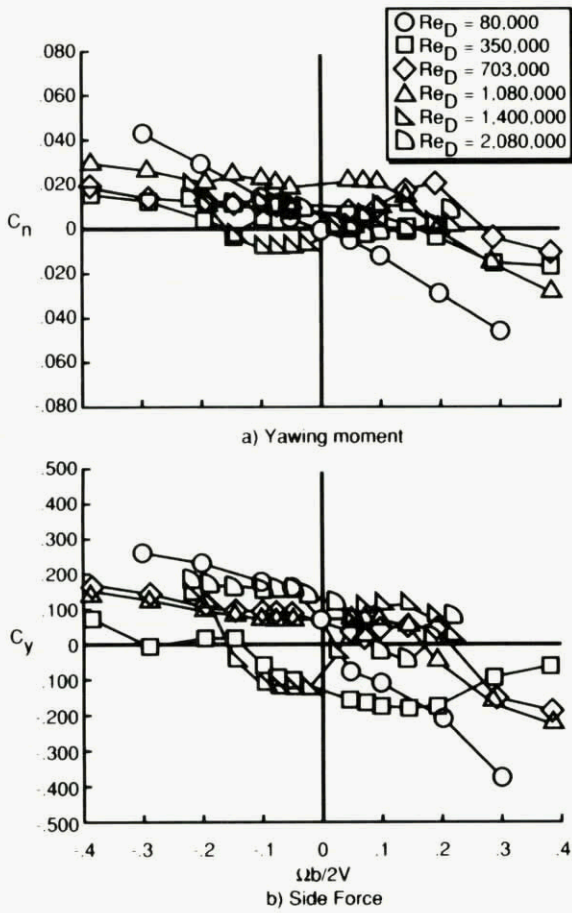 Re_D = 80,000
Re_D = 350,000
Re_D = 703,000
Re_D = 1,080,000
Re_D = 1,400,000
Re_D = 2,080,000
.080
.060
.040
.020
C_n
0
.020
-.040
-.060
.080
a) Yawing moment
.500
.400
.300
.200
.100
C_y
0
.100
-.200
-.300
-.400
.500
-.4
-.3
-.2
-.1
0
.1
.2
.3
.4
Ωb/2V
b) Side Force